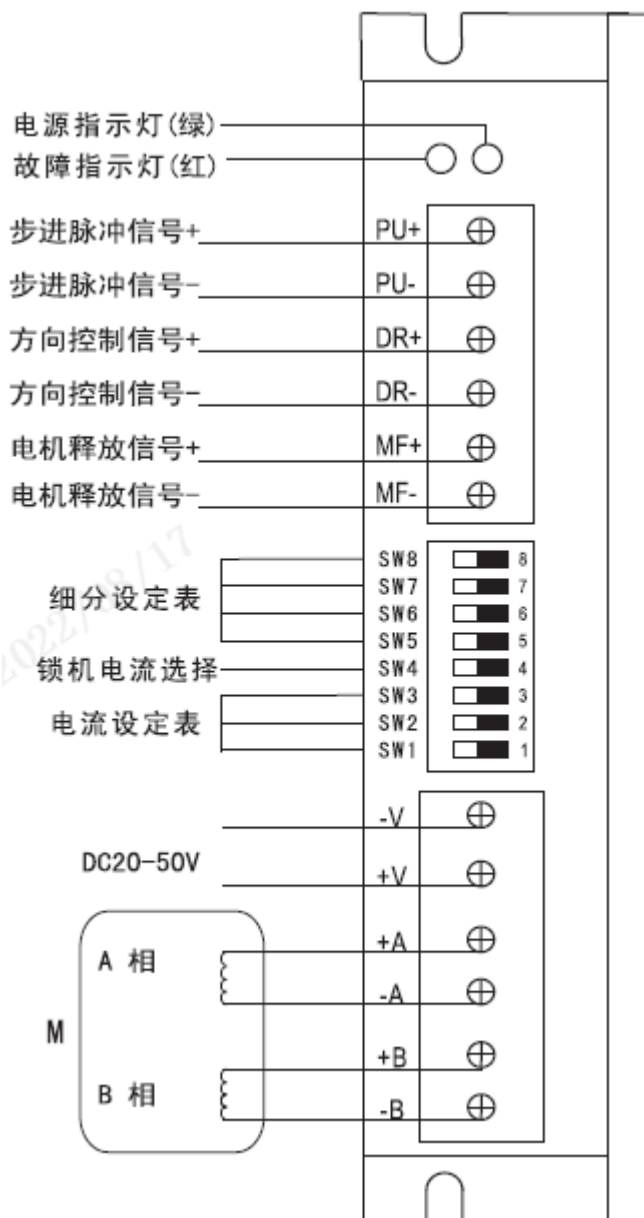 电源指示灯(绿)
故障指示灯(红)
步进脉冲信号+ PU+
步进脉冲信号- PU-
方向控制信号+ DR+
方向控制信号- DR-
电机释放信号+ MF+
电机释放信号- MF-
SW8 8
SW7 7
细分设定表 SW6 6
SW5 5
锁机电流选择 SW4 4
SW3 3
电流设定表 SW2 2
SW1 1
-V
DC20-50V
+V
A 相 +A
-A
M
+B
B 相 -B
2022/08/17